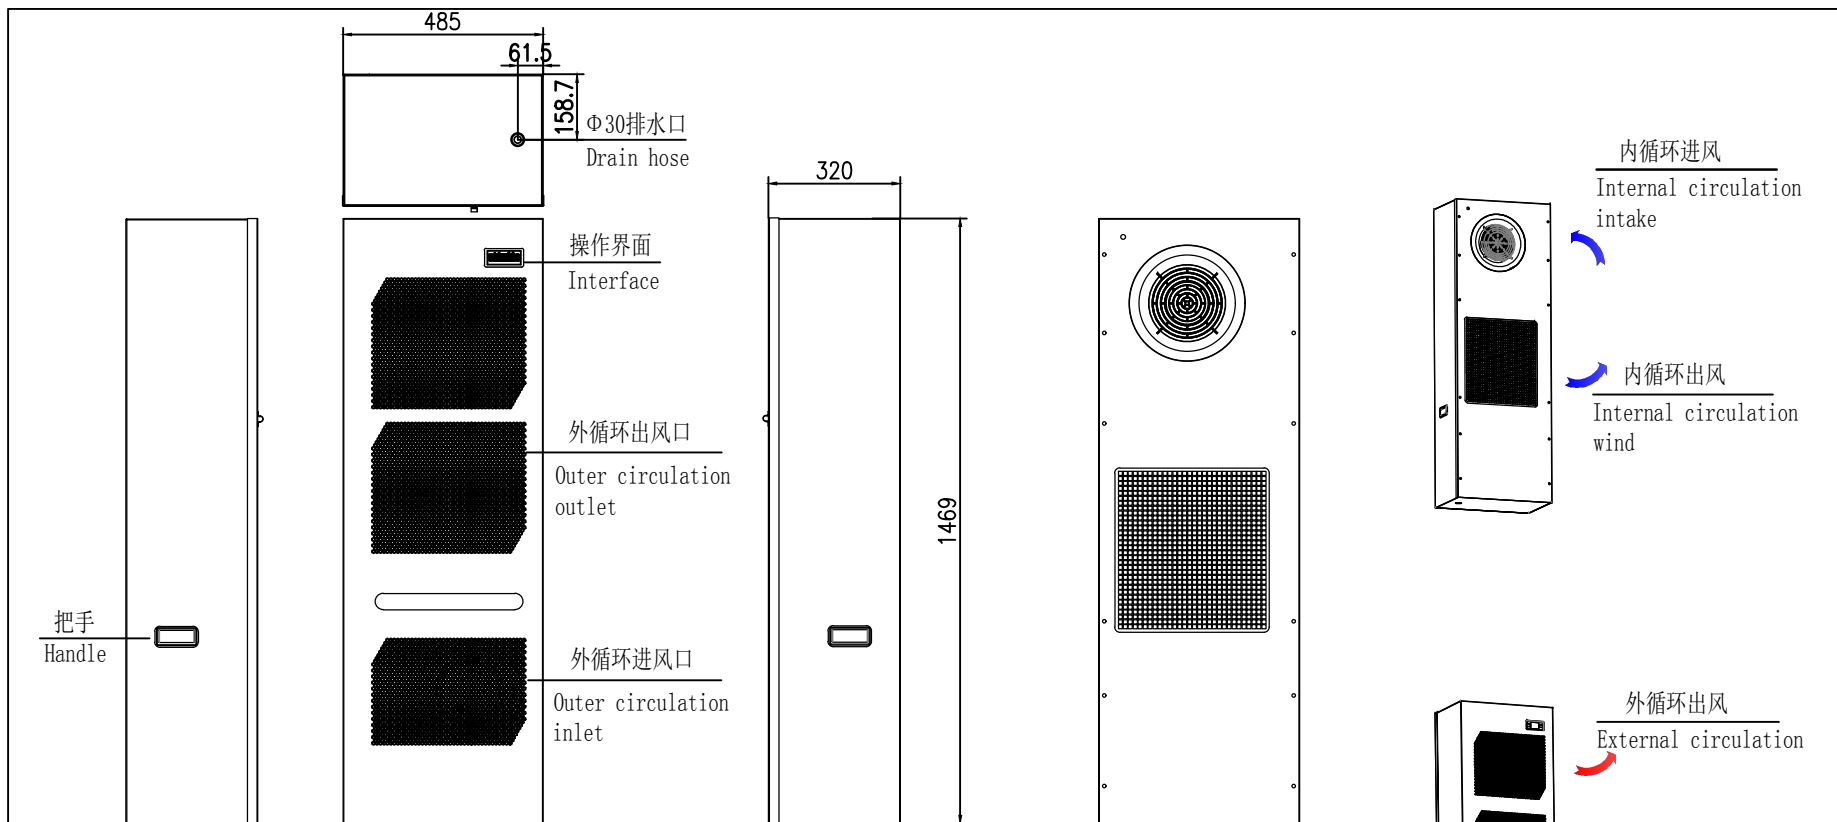 485
61.5
158.7
Φ30排水口
Drain hose
320
内循环进风
Internal circulation
intake
操作界面
Interface
内循环出风
Internal circulation
wind
外循环出风口
Outer circulation
outlet
1469
把手
Handle
外循环进风口
Outer circulation
inlet
外循环出风
External circulation